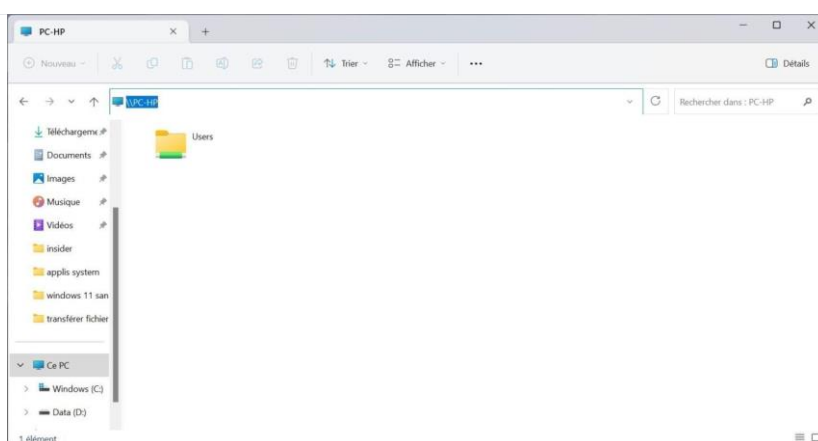 PC-HP
Nouveau
Trier
Afficher
Détails
\\PC-HP
Rechercher dans : PC-HP
Téléchargeme
Users
Documents
Images
Musique
Vidéos
insider
applis system
windows 11 san
transférer fichier
Ce PC
Windows (C:)
Data (D:)
1 élément